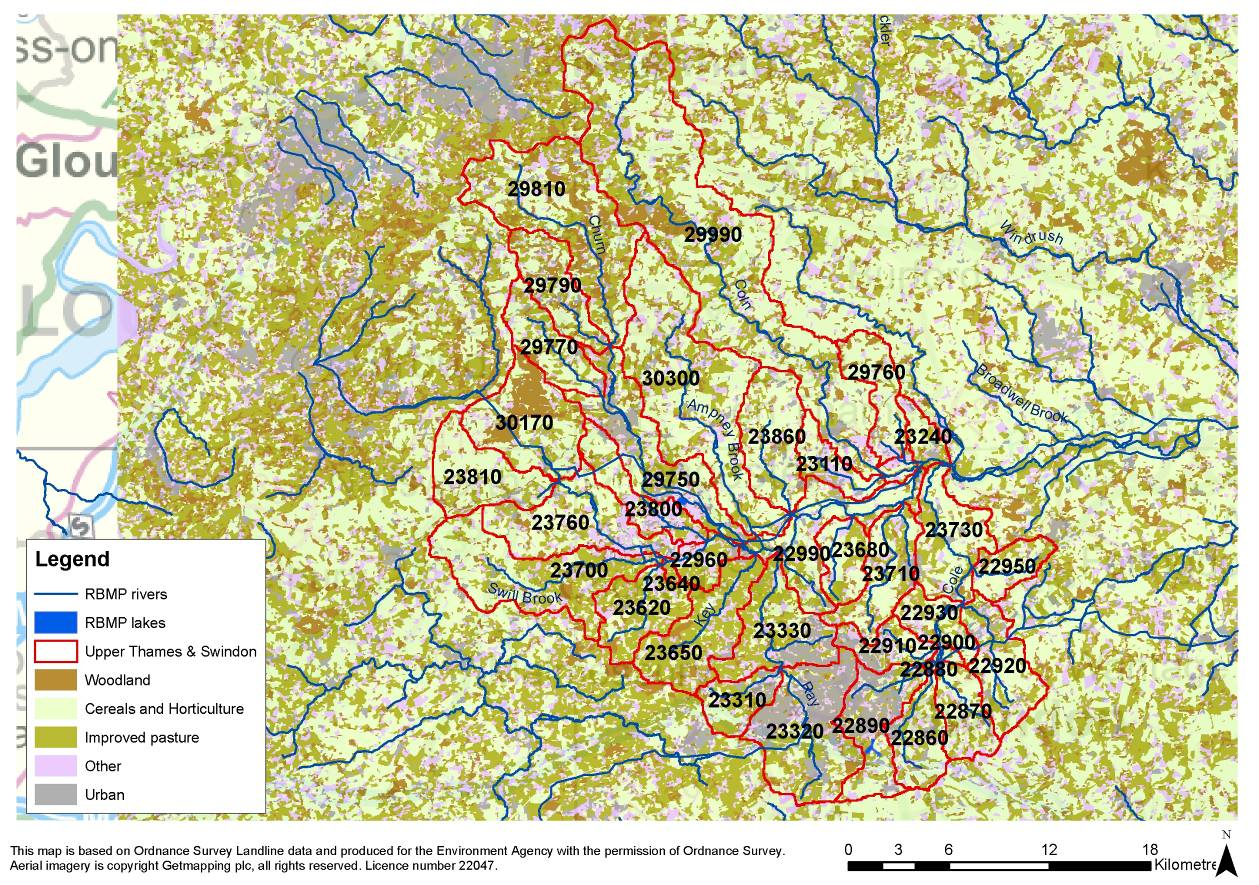 ckler
ss-on
Glou
LO
S
29810
Churn
29990
Windrush
29790
Coln
29770
30300
29760
Broadwell Brook
30170
Ampney Brook
23860
23240
23110
23810
29750
23800
23760
23730
22960
22990
23680
22950
23700
23710
Cole
23640
Swill Brook
23620
Key
22930
23330
22910
22900
23650
22880
22920
23310
Ray
22870
23320
22890
22860
Legend
RBMP rivers
RBMP lakes
Upper Thames & Swindon
Woodland
Cereals and Horticulture
Improved pasture
Other
Urban
This map is based on Ordnance Survey Landline data and produced for the Environment Agency with the permission of Ordnance Survey.
Aerial imagery is copyright Getmapping plc, all rights reserved. Licence number 22047.
0 3 6 12 18
Kilometre
N